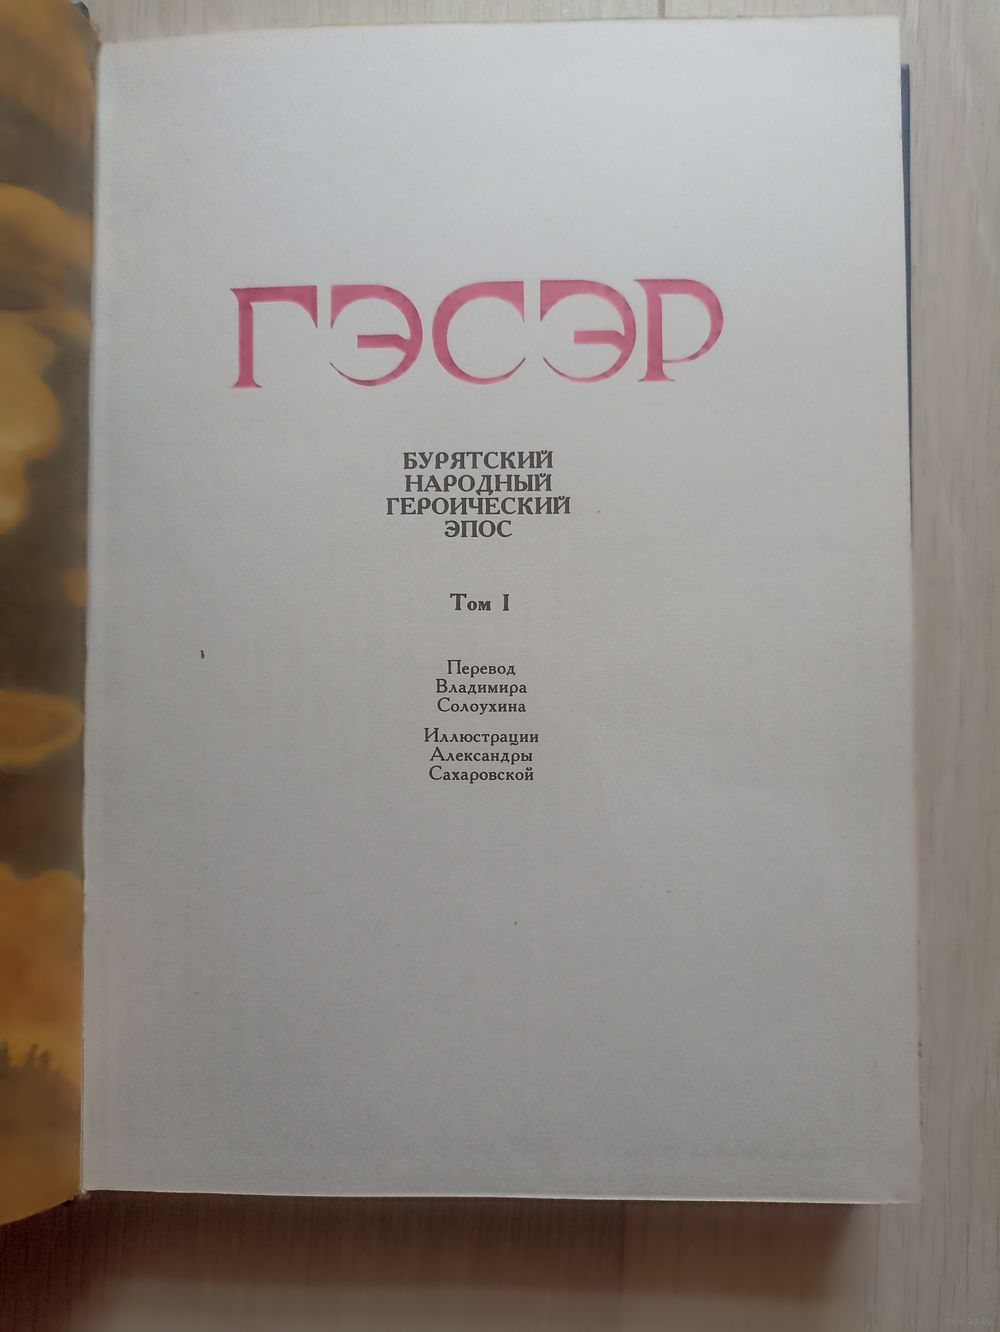 ГЭСЭР
БУРЯТСКИЙ
НАРОДНЫЙ
ГЕРОИЧЕСКИЙ
ЭПОС
Том I
Перевод
Владимира
Солоухина
Иллюстрации
Александры
Сахаровской